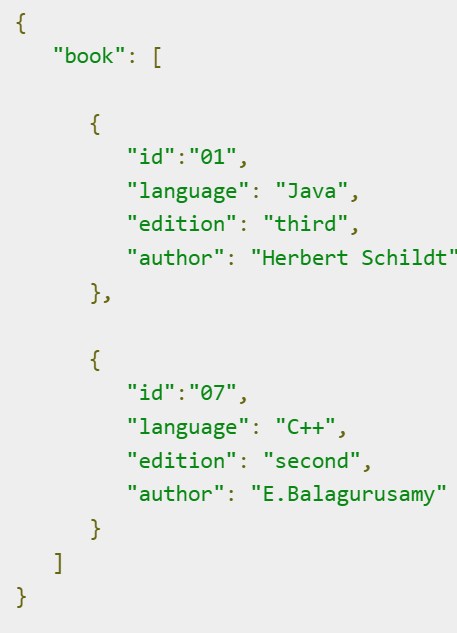 {
"book": [
{
"id":"01",
"language": "Java",
"edition": "third",
"author": "Herbert Schildt"
},
{
"id":"07",
"language": "C++",
"edition": "second",
"author": "E.Balagurusamy"
}
]
}